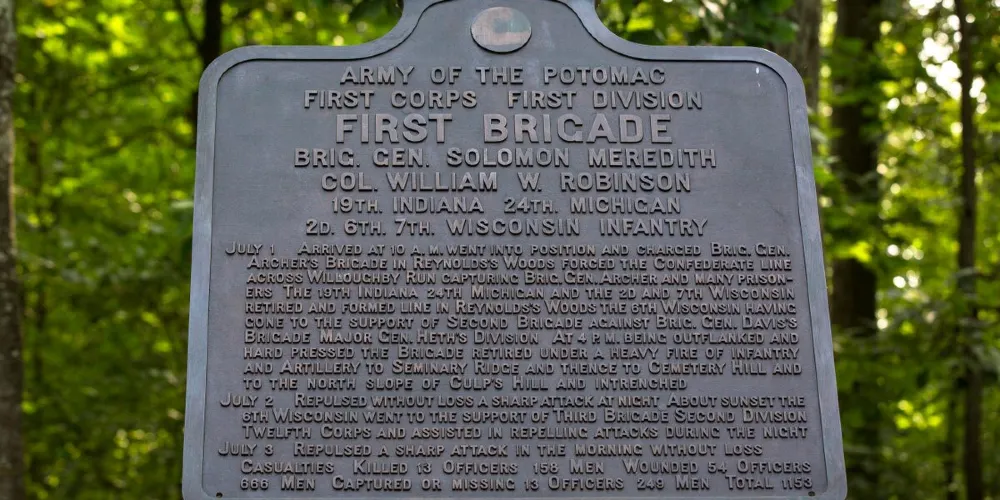 ARMY OF THE POTOMAC
FIRST CORPS FIRST DIVISION
FIRST BRIGADE
BRIG. GEN. SOLOMON MEREDITH
COL. WILLIAM W. ROBINSON
19TH. INDIANA 24TH. MICHIGAN
2D. 6TH. 7TH. WISCONSIN INFANTRY
JULY 1 ARRIVED AT 10 A.M. WENT INTO POSITION AND CHARGED BRIG. GEN.
ARCHER'S BRIGADE IN REYNOLDS'S WOODS FORCED THE CONFEDERATE LINE
ACROSS WILLOUGHBY RUN CAPTURING BRIG. GEN. ARCHER AND MANY PRISON-
ERS THE 19TH INDIANA 24TH MICHIGAN AND THE 2D AND 7TH WISCONSIN
RETIRED AND FORMED LINE IN REYNOLDS'S WOODS THE 6TH WISCONSIN HAVING
GONE TO THE SUPPORT OF SECOND BRIGADE AGAINST BRIG. GEN. DAVIS'S
BRIGADE MAJOR GEN. HETH'S DIVISION AT 4 P.M. BEING OUTFLANKED AND
HARD PRESSED THE BRIGADE RETIRED UNDER A HEAVY FIRE OF INFANTRY
AND ARTILLERY TO SEMINARY RIDGE AND THENCE TO CEMETERY HILL AND
TO THE NORTH SLOPE OF CULP'S HILL AND INTRENCHED
JULY 2 REPULSED WITHOUT LOSS A SHARP ATTACK AT NIGHT ABOUT SUNSET THE
6TH WISCONSIN WENT TO THE SUPPORT OF THIRD BRIGADE SECOND DIVISION
TWELFTH CORPS AND ASSISTED IN REPELLING ATTACKS DURING THE NIGHT
JULY 3 REPULSED A SHARP ATTACK IN THE MORNING WITHOUT LOSS
CASUALTIES KILLED 13 OFFICERS 158 MEN WOUNDED 54 OFFICERS
666 MEN CAPTURED OR MISSING 13 OFFICERS 249 MEN TOTAL 1153